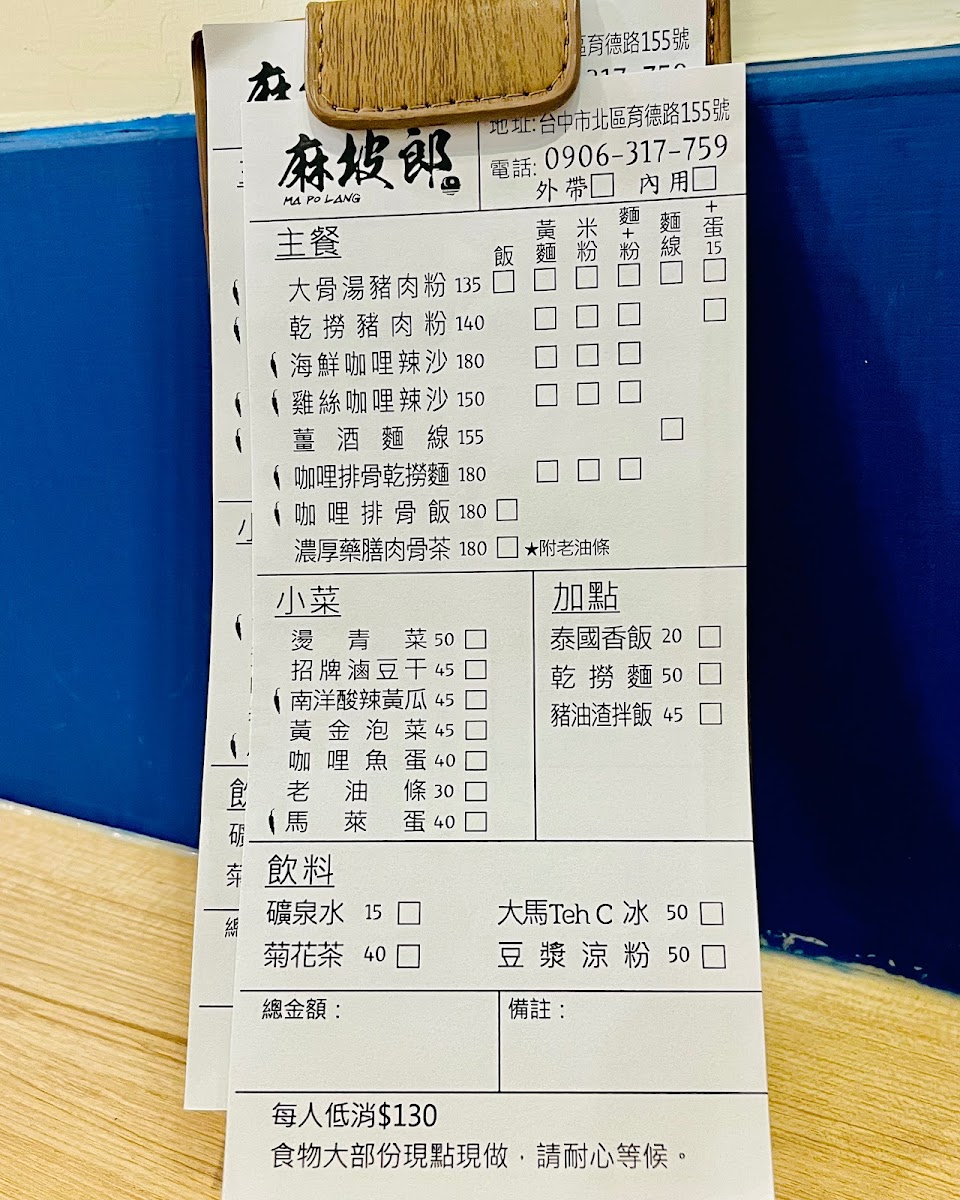 區育德路155號
麻坡郎
MA PO LANG
地址:台中市北區育德路155號
電話: 0906-317-759
外帶□ 內用□
主餐
飯 黃麵 米粉 麵+粉 麵線 +蛋15
大骨湯豬肉粉 135 □ □ □ □ □ □
乾撈豬肉粉 140 □ □ □ □
海鮮咖哩辣沙 180 □ □ □
雞絲咖哩辣沙 150 □ □ □
薑酒麵線 155 □
咖哩排骨乾撈麵 180 □ □ □
咖哩排骨飯 180 □
濃厚藥膳肉骨茶 180 □ ★附老油條
小菜
燙青菜 50 □
招牌滷豆干 45 □
南洋酸辣黃瓜 45 □
黃金泡菜 45 □
咖哩魚蛋 40 □
老油條 30 □
馬萊蛋 40 □
加點
泰國香飯 20 □
乾撈麵 50 □
豬油渣拌飯 45 □
飲料
礦泉水 15 □ 大馬Teh C 冰 50 □
菊花茶 40 □ 豆漿涼粉 50 □
總金額： 備註：
每人低消$130
食物大部份現點現做，請耐心等候。